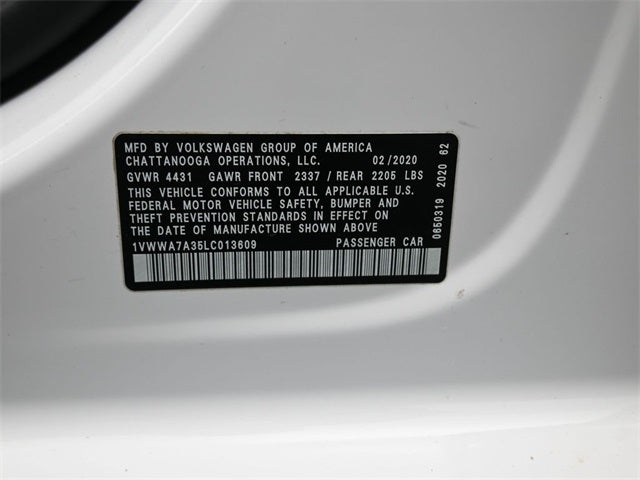 MFD BY VOLKSWAGEN GROUP OF AMERICA
CHATTANOOGA OPERATIONS, LLC. 02/2020
GVWR 4431 GAWR FRONT 2337 / REAR 2205 LBS
THIS VEHICLE CONFORMS TO ALL APPLICABLE U.S.
FEDERAL MOTOR VEHICLE SAFETY, BUMPER AND
THEFT PREVENTION STANDARDS IN EFFECT ON
THE DATE OF MANUFACTURE SHOWN ABOVE
1VWWA7A35LC013609 PASSENGER CAR
0650319 2020 62